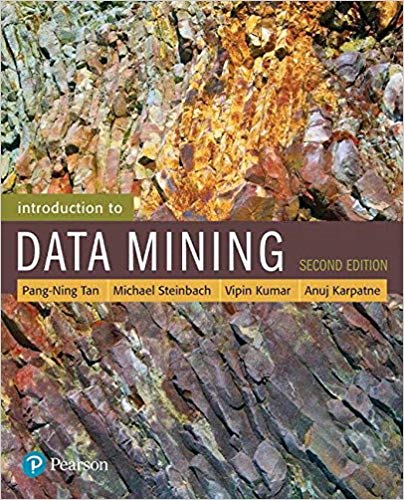 introduction to
DATA MINING SECOND EDITION
Pang-Ning Tan Michael Steinbach Vipin Kumar Anuj Karpatne
Pearson